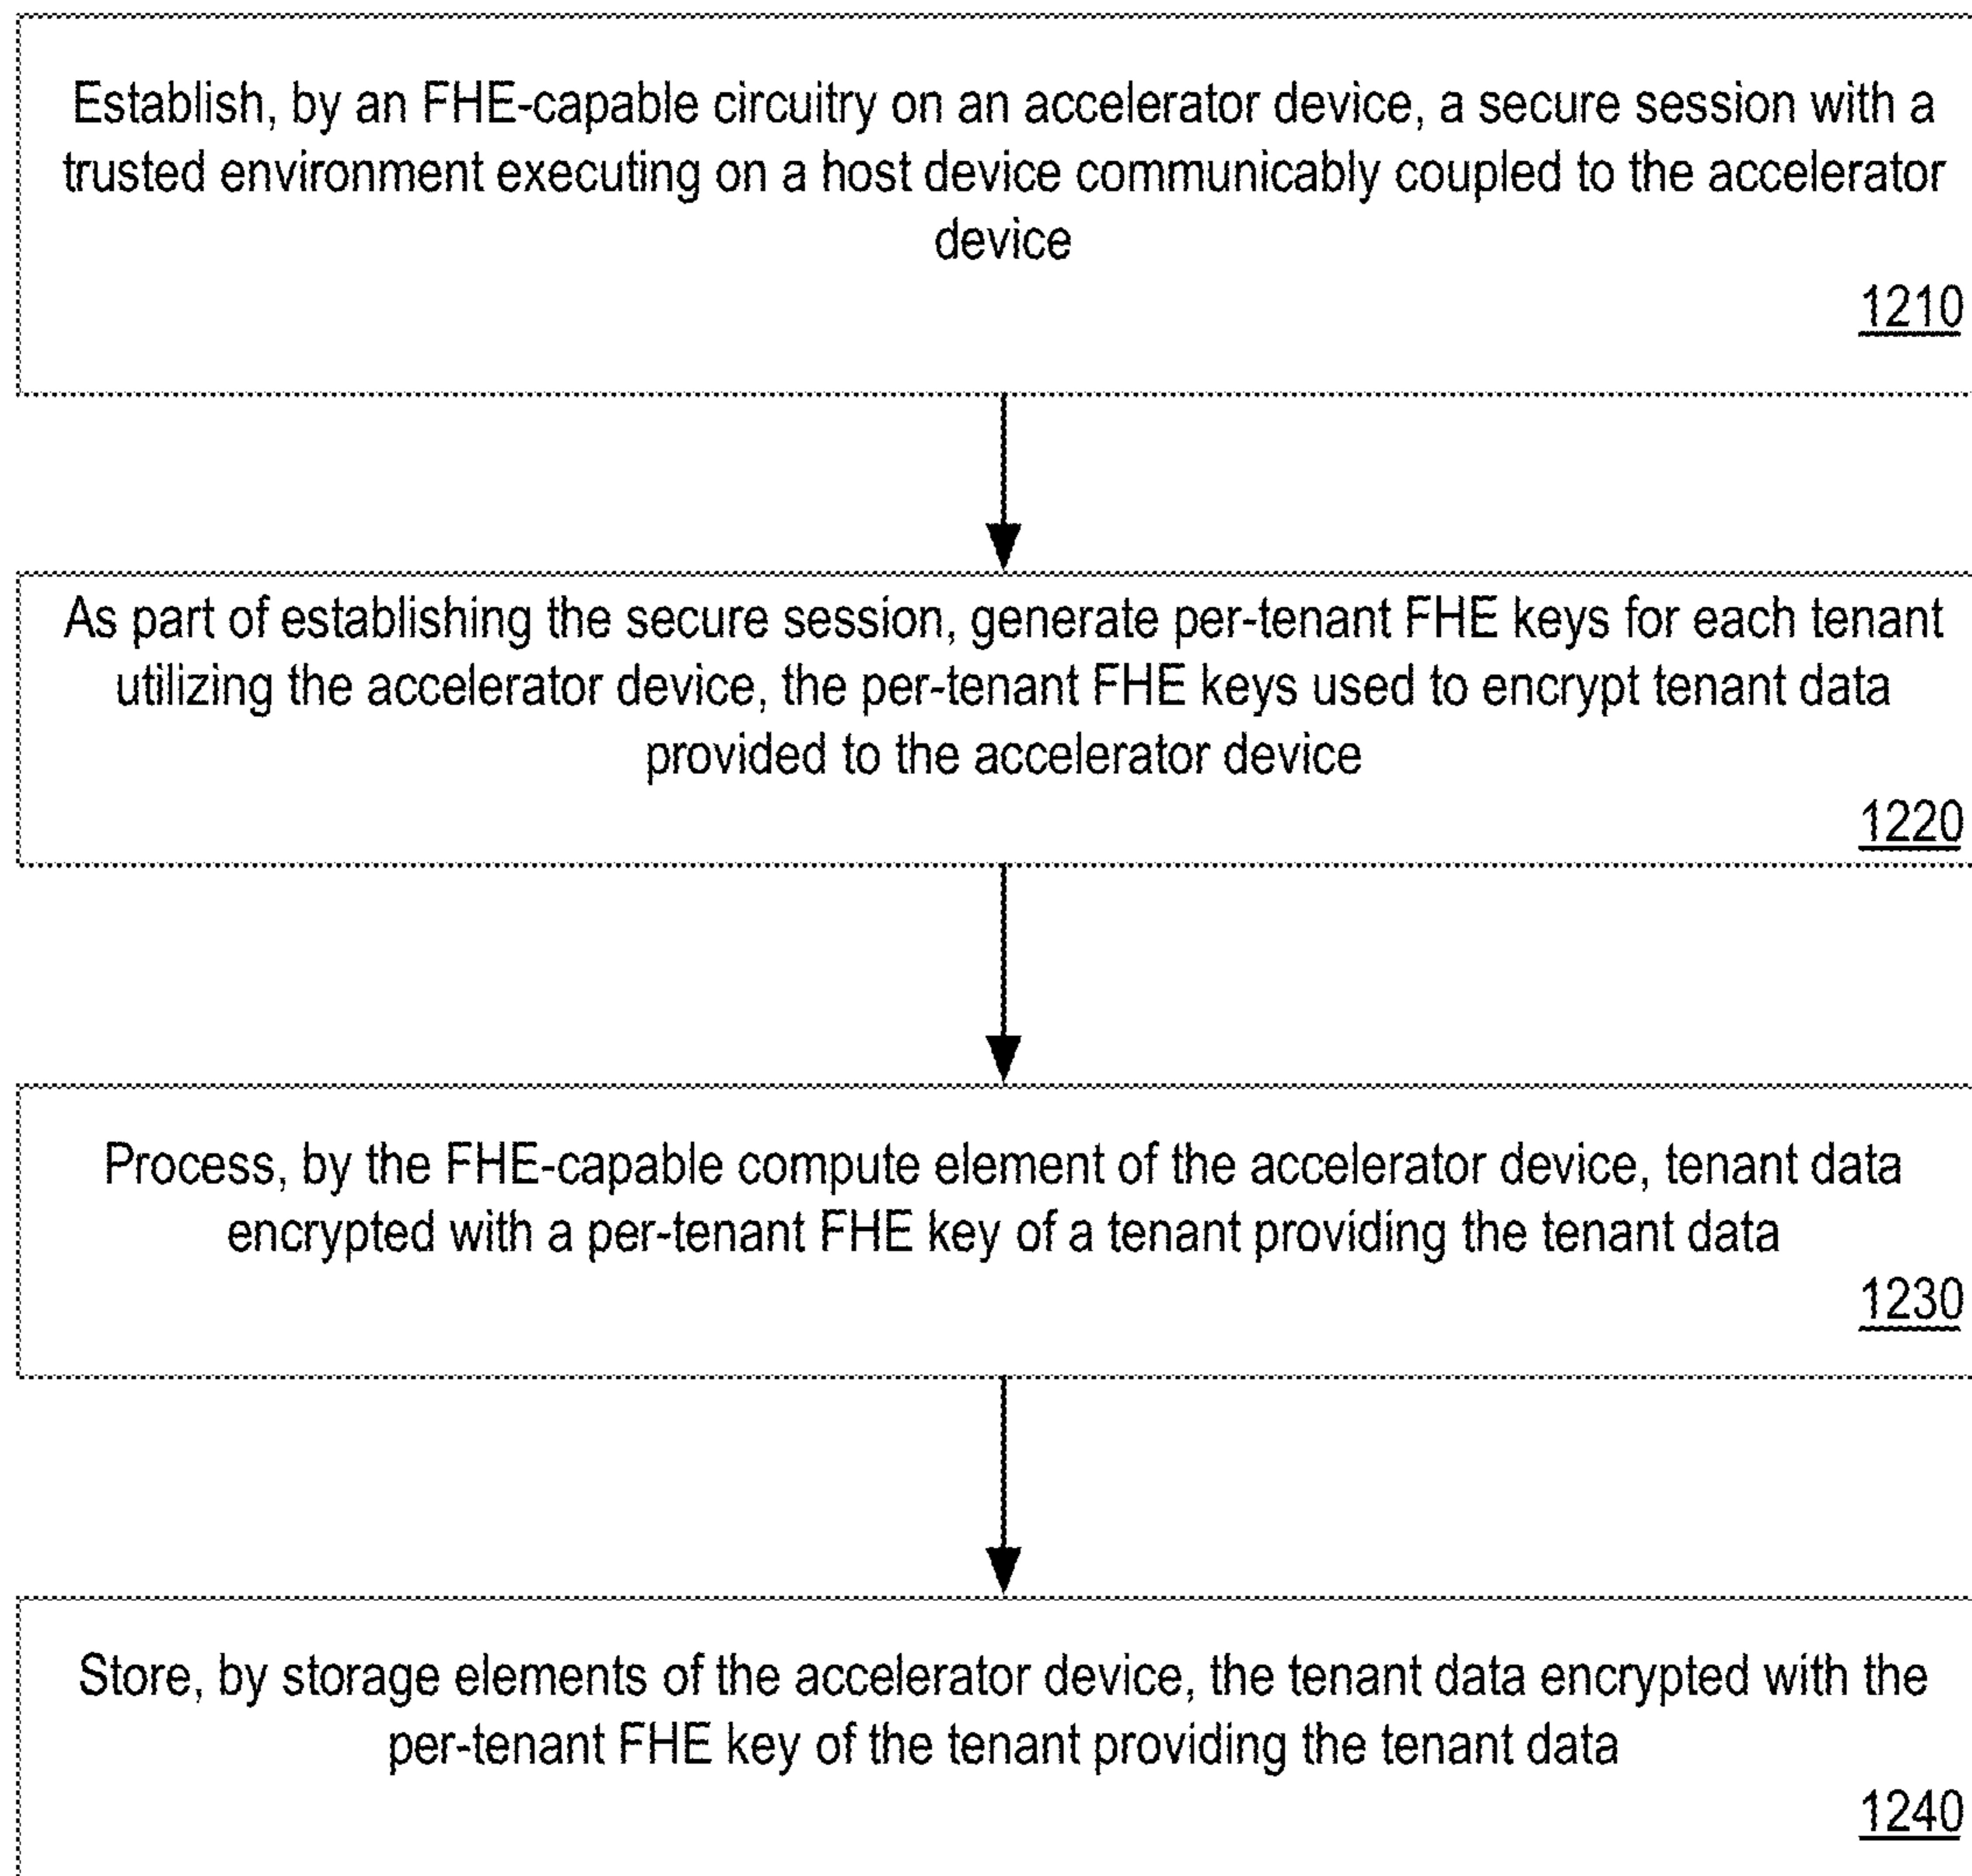 Establish, by an FHE-capable circuitry on an accelerator device, a secure session with a
trusted environment executing on a host device communicably coupled to the accelerator
device
1210
As part of establishing the secure session, generate per-tenant FHE keys for each tenant
utilizing the accelerator device, the per-tenant FHE keys used to encrypt tenant data
provided to the accelerator device
1220
Process, by the FHE-capable compute element of the accelerator device, tenant data
encrypted with a per-tenant FHE key of a tenant providing the tenant data
1230
Store, by storage elements of the accelerator device, the tenant data encrypted with the
per-tenant FHE key of the tenant providing the tenant data
1240